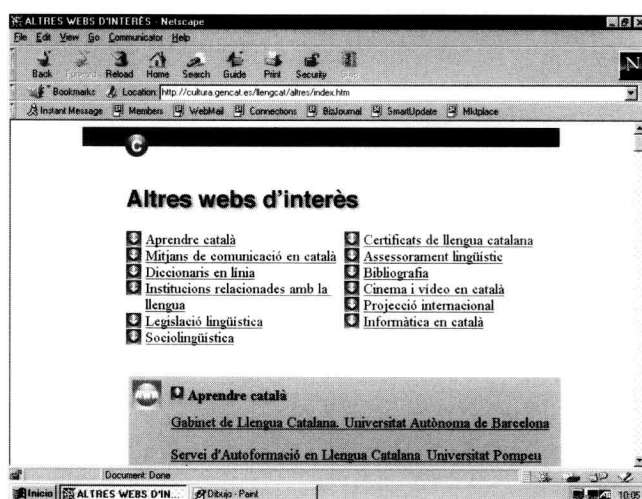 ALTRES WEBS D'INTERÈS - Netscape
File Edit View Go Communicator Help
Back Forward Reload Home Search Guide Print Security Stop
N
Bookmarks Location: http://cultura.gencat.es/llengcat/altres/index.htm
Instant Message Members WebMail Connections BizJournal SmartUpdate Mktplace
C
Altres webs d'interès
Aprendre català
Mitjans de comunicació en català
Diccionaris en línia
Institucions relacionades amb la
llengua
Legislació lingüística
Sociolingüística
Certificats de llengua catalana
Assessorament lingüístic
Bibliografia
Cinema i vídeo en català
Projecció internacional
Informàtica en català
Aprendre català
Gabinet de Llengua Catalana. Universitat Autònoma de Barcelona
Servei d'Autoformació en Llengua Catalana. Universitat Pompeu
Document: Done
Inicio ALTRES WEBS D'IN... Dibujo - Paint